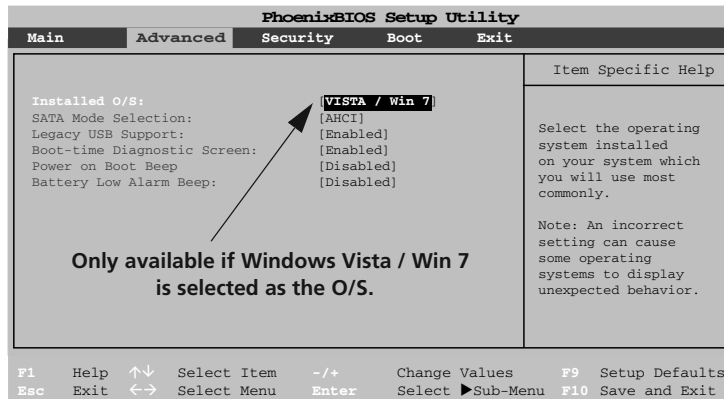 PhoenixBIOS Setup Utility
Main Advanced Security Boot Exit
Item Specific Help
Installed O/S: [VISTA / Win 7]
SATA Mode Selection: [AHCI]
Legacy USB Support: [Enabled]
Boot-time Diagnostic Screen: [Enabled]
Power on Boot Beep [Disabled]
Battery Low Alarm Beep: [Disabled]
Select the operating
system installed
on your system which
you will use most
commonly.
Note: An incorrect
setting can cause
some operating
systems to display
unexpected behavior.
Only available if Windows Vista / Win 7
is selected as the O/S.
F1 Help ↑↓ Select Item -/+ Change Values F9 Setup Defaults
Esc Exit ←→ Select Menu Enter Select ▶Sub-Menu F10 Save and Exit